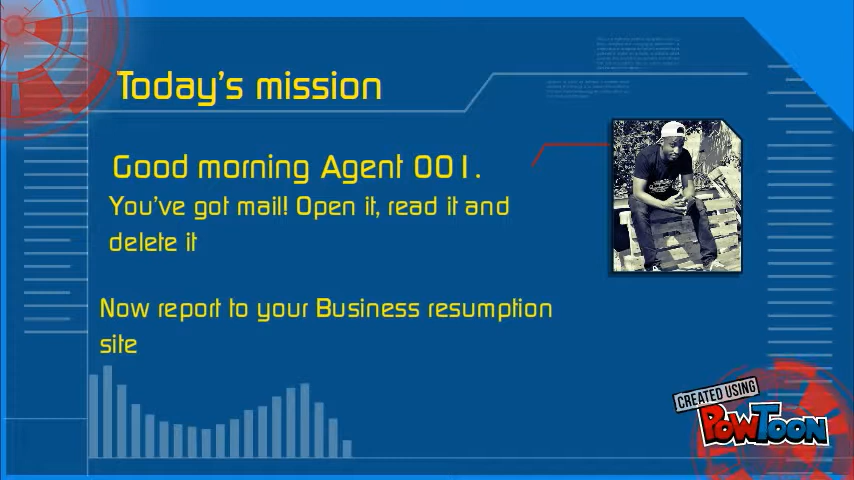 Today's mission
Good morning Agent 001.
You've got mail! Open it, read it and
delete it
Now report to your Business resumption
site
CREATED USING
POWTOON